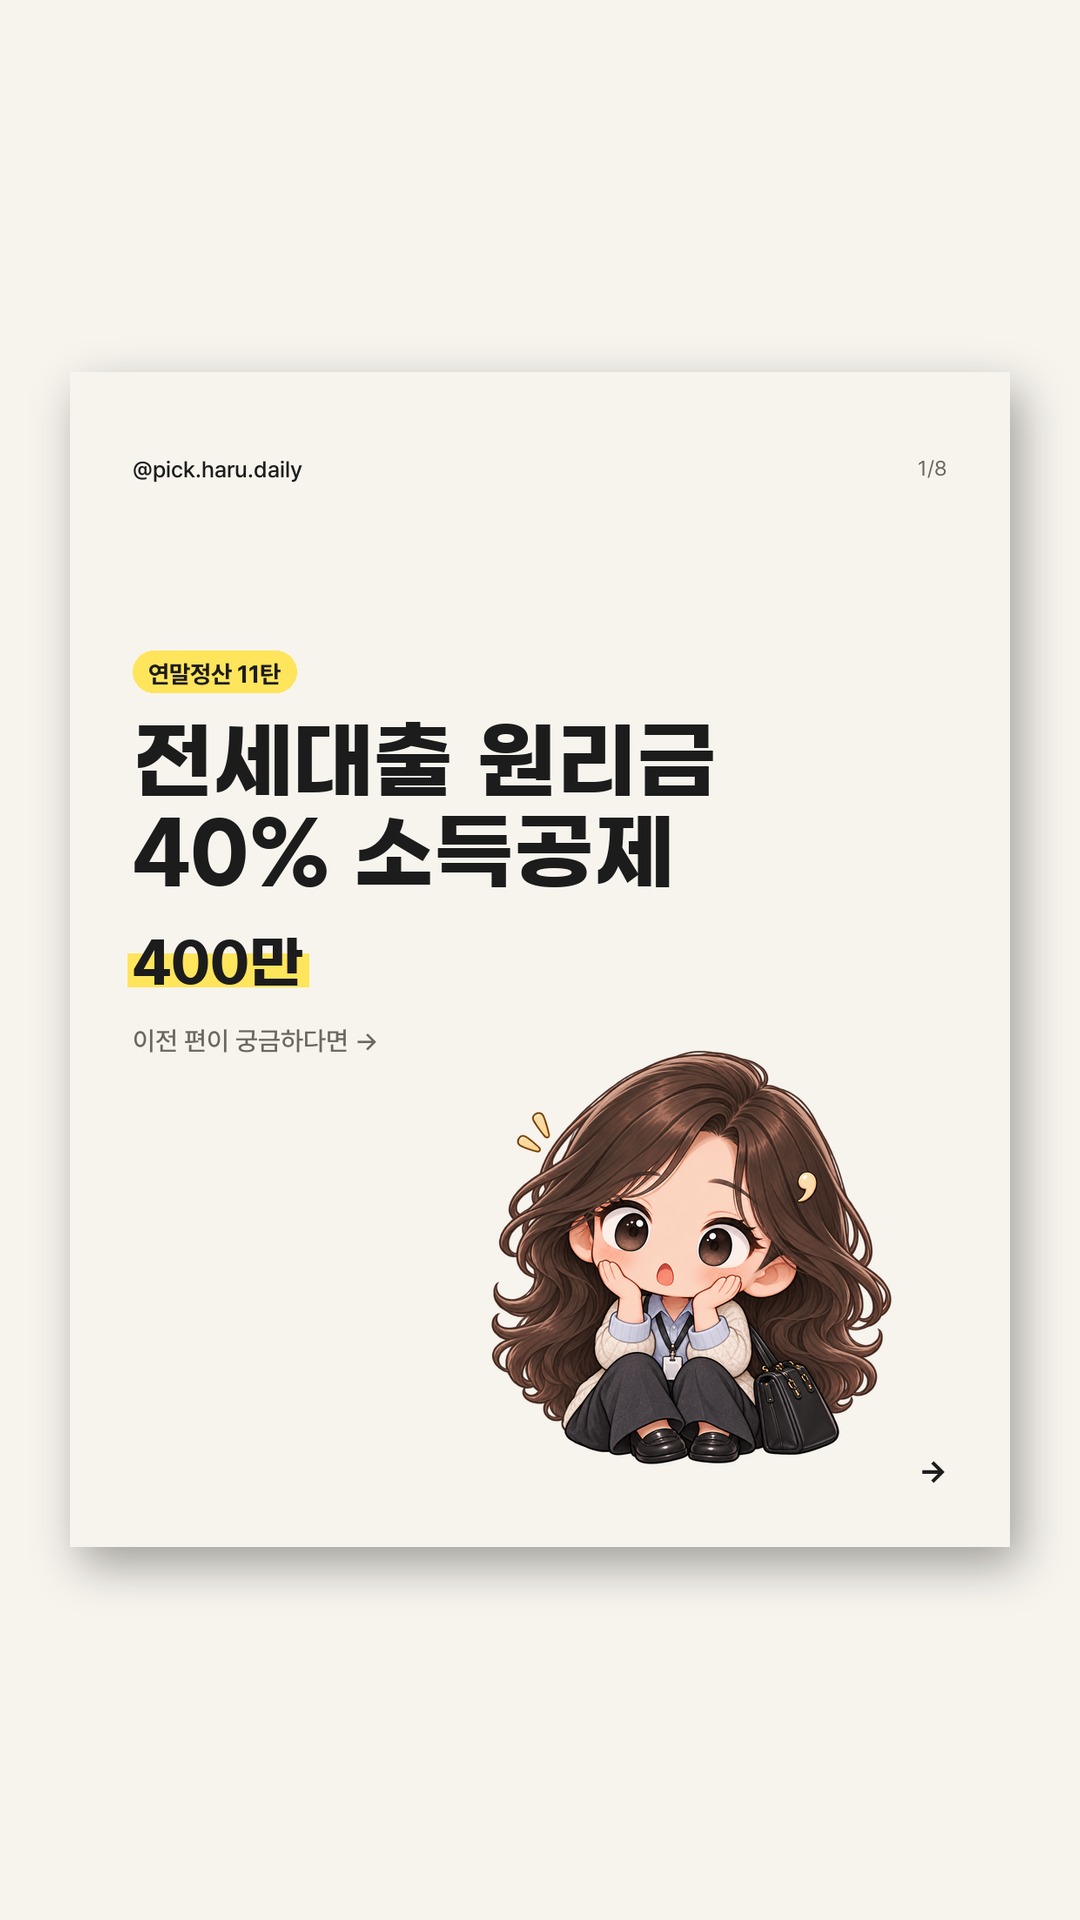 @pick.haru.daily
1/8
연말정산 11탄
전세대출 원리금
40% 소득공제
400만
이전 편이 궁금하다면 →
→